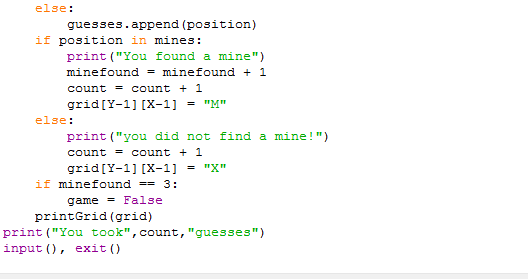 else:
guesses.append(position)
if position in mines:
print("You found a mine")
minefound = minefound + 1
count = count + 1
grid[Y-1][X-1] = "M"
else:
print("you did not find a mine!")
count = count + 1
grid[Y-1][X-1] = "X"
if minefound == 3:
game = False
printGrid(grid)
print("You took",count,"guesses")
input(), exit()